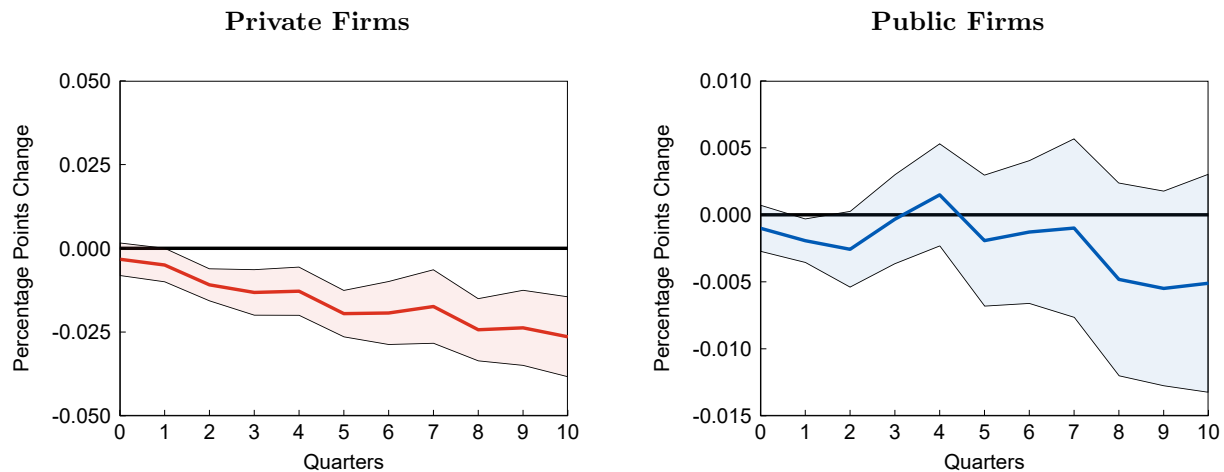 Private Firms
Percentage Points Change
0.050
0.025
0.000
-0.025
-0.050
0 1 2 3 4 5 6 7 8 9 10
Quarters
Public Firms
Percentage Points Change
0.010
0.005
0.000
-0.005
-0.010
-0.015
0 1 2 3 4 5 6 7 8 9 10
Quarters